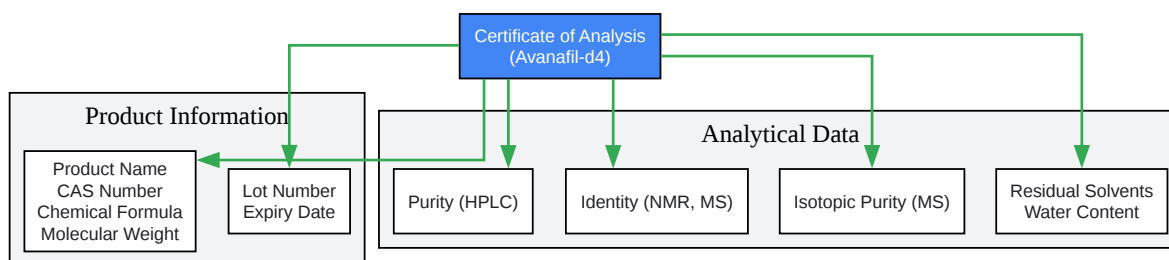 Certificate of Analysis
(Avanafil-d4)
Product Information
Product Name
CAS Number
Chemical Formula
Molecular Weight
Lot Number
Expiry Date
Analytical Data
Purity (HPLC)
Identity (NMR, MS)
Isotopic Purity (MS)
Residual Solvents
Water Content